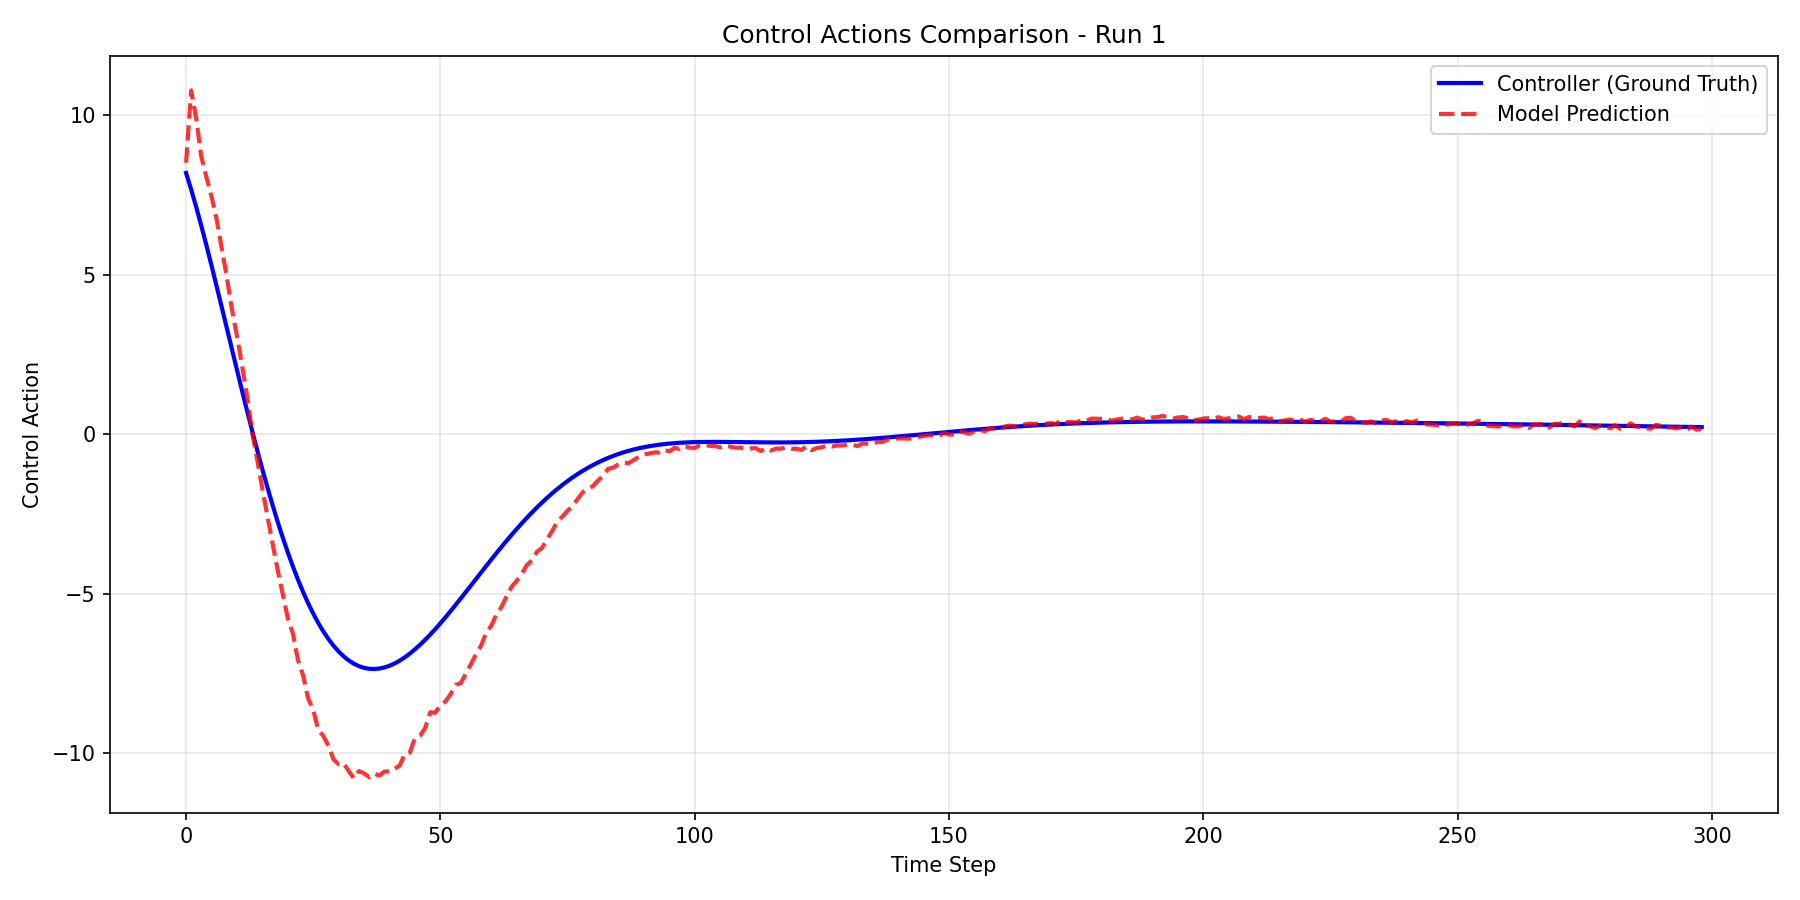 Control Actions Comparison - Run 1
Controller (Ground Truth)
Model Prediction
Control Action
10
5
0
−5
−10
0 50 100 150 200 250 300
Time Step